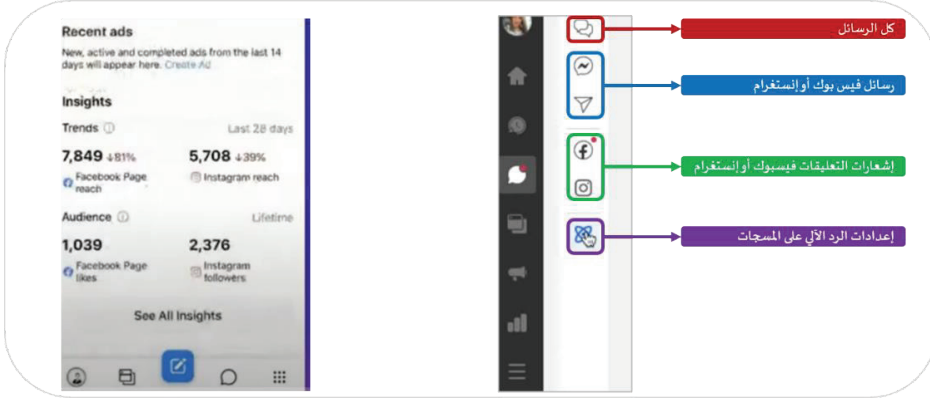 Recent ads
New, active and completed ads from the last 14
days will appear here. Create Ad
Insights
Trends
Last 28 days
7,849 ↓81%
5,708 ↓39%
Facebook Page
reach
Instagram reach
Audience
Lifetime
1,039
2,376
Facebook Page
likes
Instagram
followers
See All Insights
كل الرسائل
رسائل فيس بوك أو إنستغرام
إشعارات التعليقات فيسبوك أو إنستغرام
إعدادات الرد الآلي على المسجات